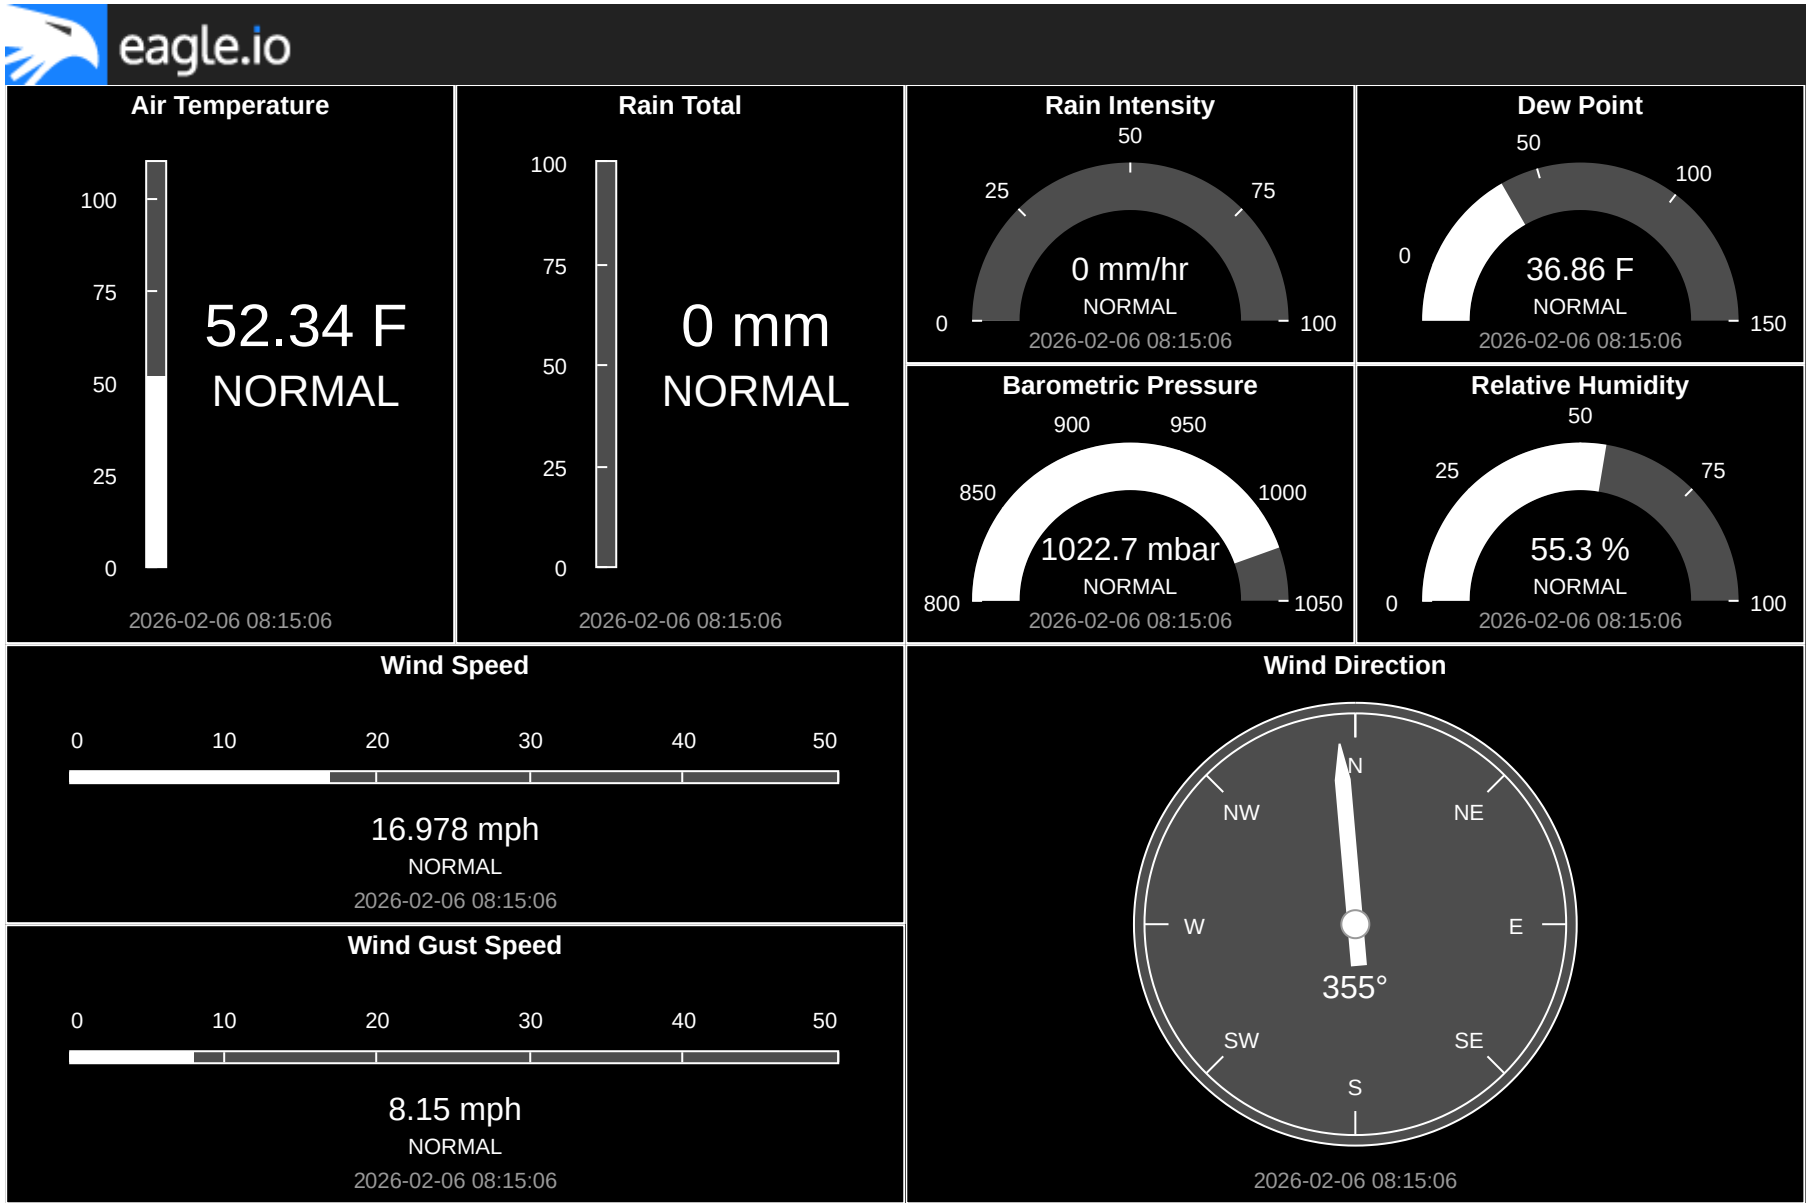 eagle.io
Air Temperature
100
75
50
25
0
52.34 F
NORMAL
2026-02-06 08:15:06
Rain Total
100
75
50
25
0
0 mm
NORMAL
2026-02-06 08:15:06
Rain Intensity
0
25
50
75
100
0 mm/hr
NORMAL
2026-02-06 08:15:06
Dew Point
0
50
100
150
36.86 F
NORMAL
2026-02-06 08:15:06
Barometric Pressure
800
850
900
950
1000
1050
1022.7 mbar
NORMAL
2026-02-06 08:15:06
Relative Humidity
0
25
50
75
100
55.3 %
NORMAL
2026-02-06 08:15:06
Wind Speed
0 10 20 30 40 50
16.978 mph
NORMAL
2026-02-06 08:15:06
Wind Gust Speed
0 10 20 30 40 50
8.15 mph
NORMAL
2026-02-06 08:15:06
Wind Direction
N
NW NE
W E
355°
SW SE
S
2026-02-06 08:15:06